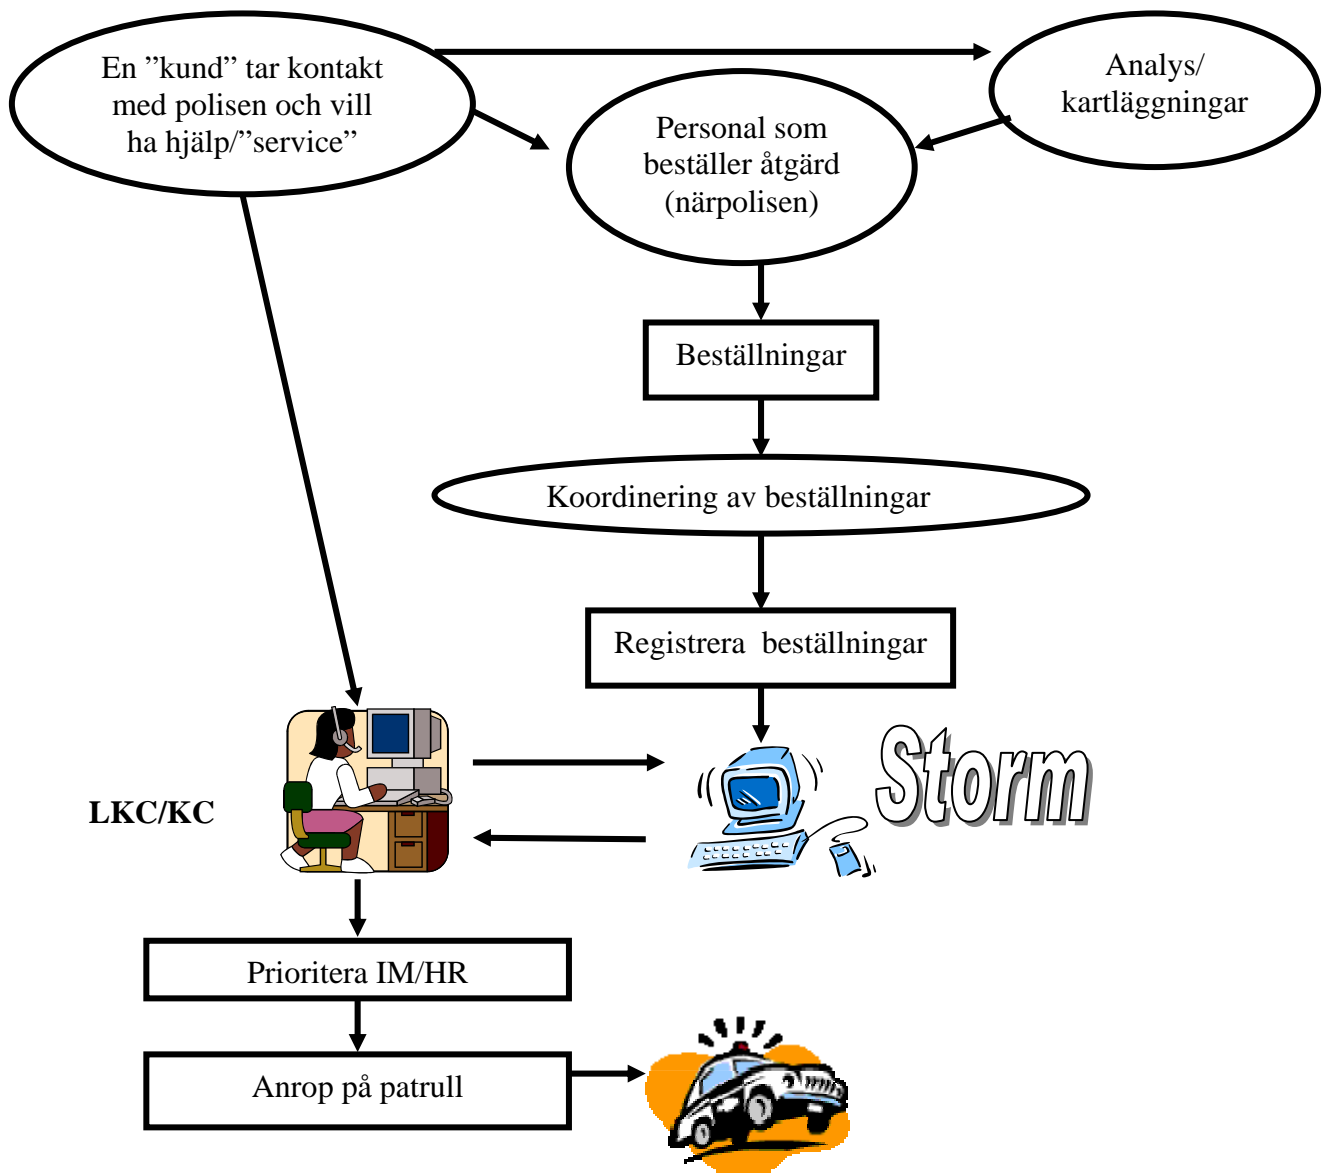 En ”kund” tar kontakt
med polisen och vill
ha hjälp/”service”
Analys/
kartläggningar
Personal som
beställer åtgärd
(närpolisen)
Beställningar
Koordinering av beställningar
Registrera  beställningar
Storm
LKC/KC
Prioritera IM/HR
Anrop på patrull